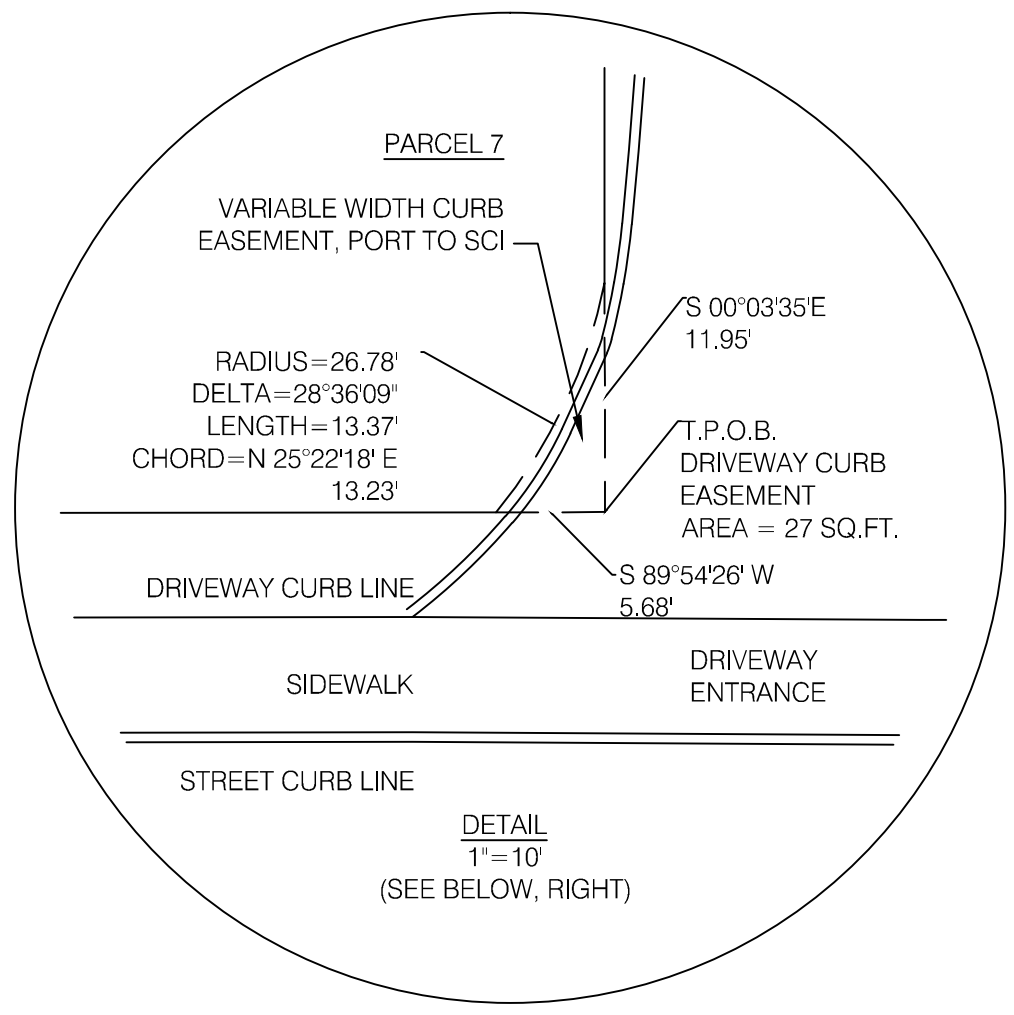 PARCEL 7
VARIABLE WIDTH CURB
EASEMENT, PORT TO SCI
S 00°03'35'E
11.95'
RADIUS=26.78'
DELTA=28°36'09"
LENGTH=13.37'
CHORD=N 25°22'18' E
13.23'
T.P.O.B.
DRIVEWAY CURB
EASEMENT
AREA = 27 SQ.FT.
S 89°54'26' W
5.68'
DRIVEWAY CURB LINE
DRIVEWAY
ENTRANCE
SIDEWALK
STREET CURB LINE
DETAIL
1"=10'
(SEE BELOW, RIGHT)